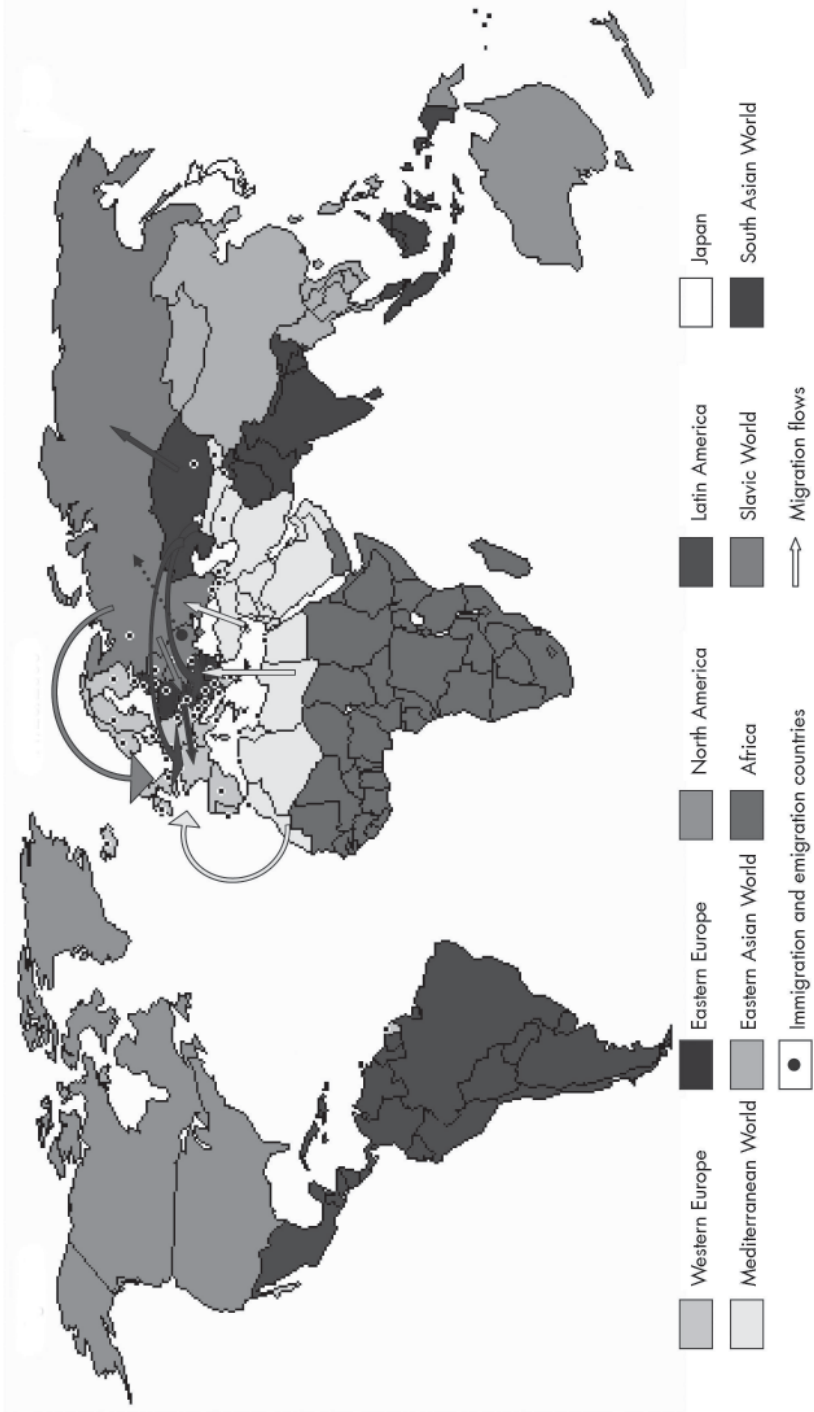 Western Europe Eastern Europe North America Latin America Japan
Mediterranean World Eastern Asian World Africa Slavic World South Asian World
Immigration and emigration countries Migration flows